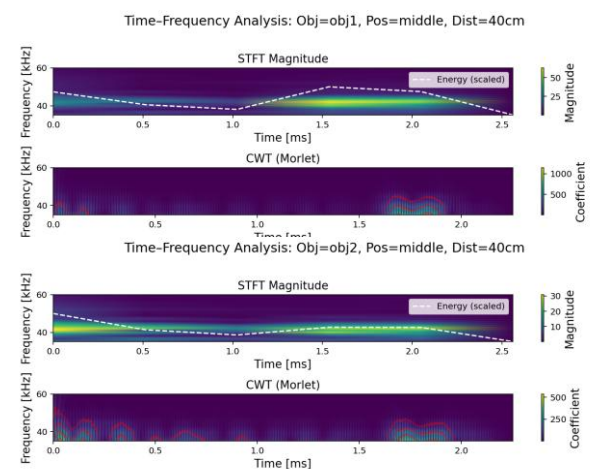 Time–Frequency Analysis: Obj=obj1, Pos=middle, Dist=40cm
STFT Magnitude
Frequency [kHz]
60
40
Energy (scaled)
0.0 0.5 1.0 1.5 2.0 2.5
Time [ms]
50
25
Magnitude
CWT (Morlet)
Frequency [kHz]
60
40
0.0 0.5 1.0 1.5 2.0
Time [ms]
1000
500
Coefficient
Time–Frequency Analysis: Obj=obj2, Pos=middle, Dist=40cm
STFT Magnitude
Frequency [kHz]
60
40
Energy (scaled)
0.0 0.5 1.0 1.5 2.0 2.5
Time [ms]
30
20
10
Magnitude
CWT (Morlet)
Frequency [kHz]
60
40
0.0 0.5 1.0 1.5 2.0
Time [ms]
500
250
Coefficient